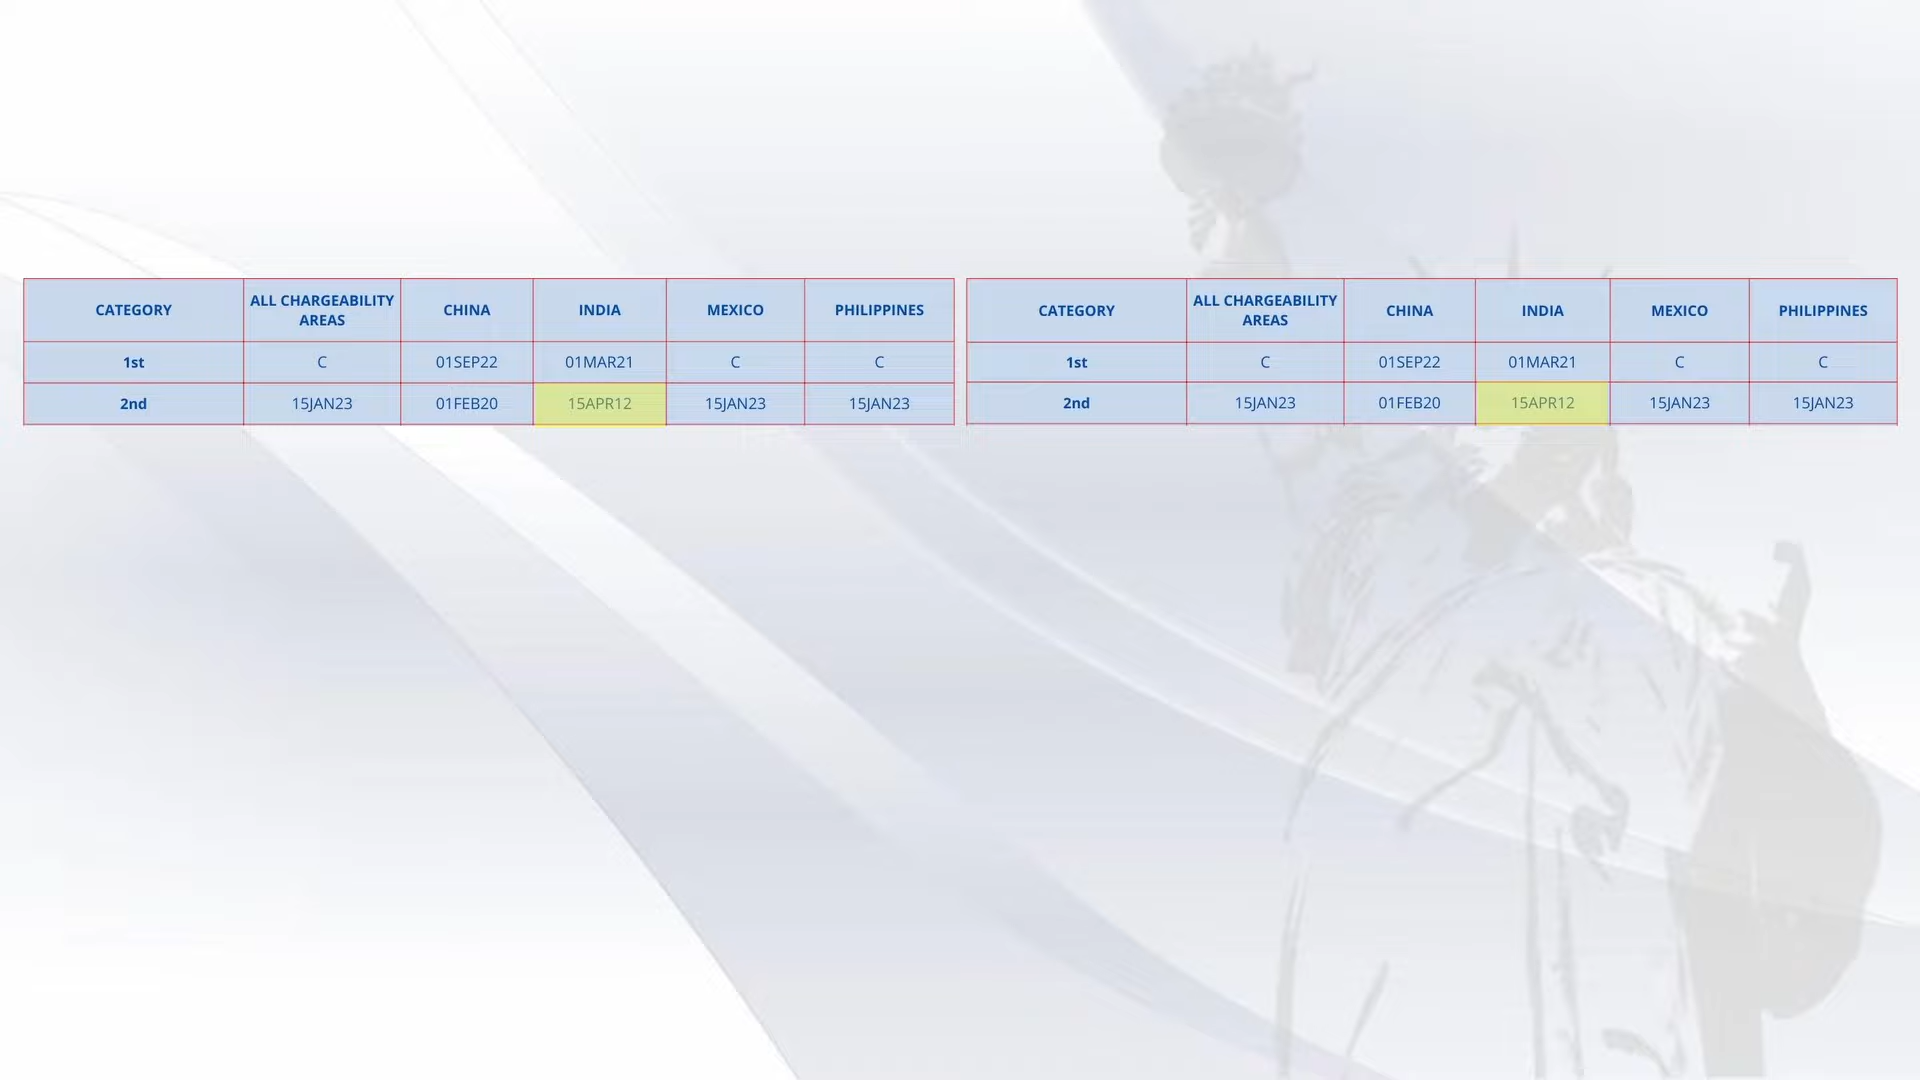 CATEGORY ALL CHARGEABILITY AREAS CHINA INDIA MEXICO PHILIPPINES
1st C 01SEP22 01MAR21 C C
2nd 15JAN23 01FEB20 15APR12 15JAN23 15JAN23
CATEGORY ALL CHARGEABILITY AREAS CHINA INDIA MEXICO PHILIPPINES
1st C 01SEP22 01MAR21 C C
2nd 15JAN23 01FEB20 15APR12 15JAN23 15JAN23